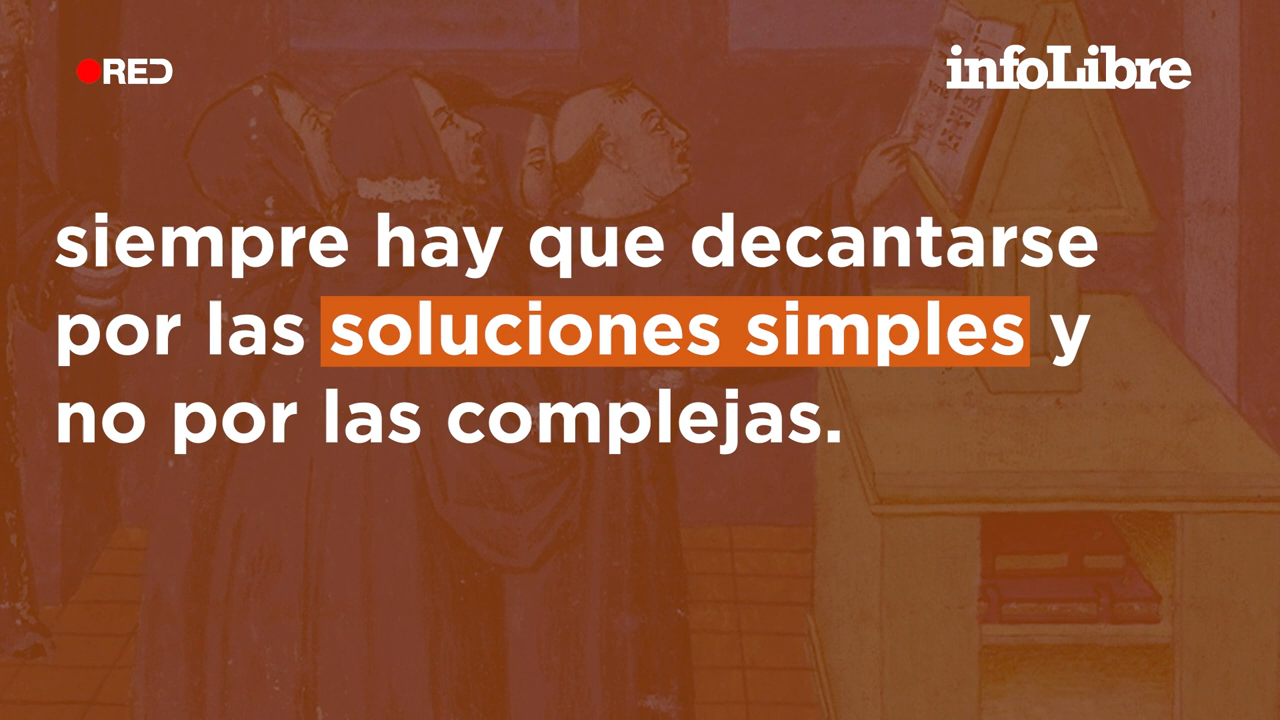 RED
infoLibre
siempre hay que decantarse
por las soluciones simples y
no por las complejas.